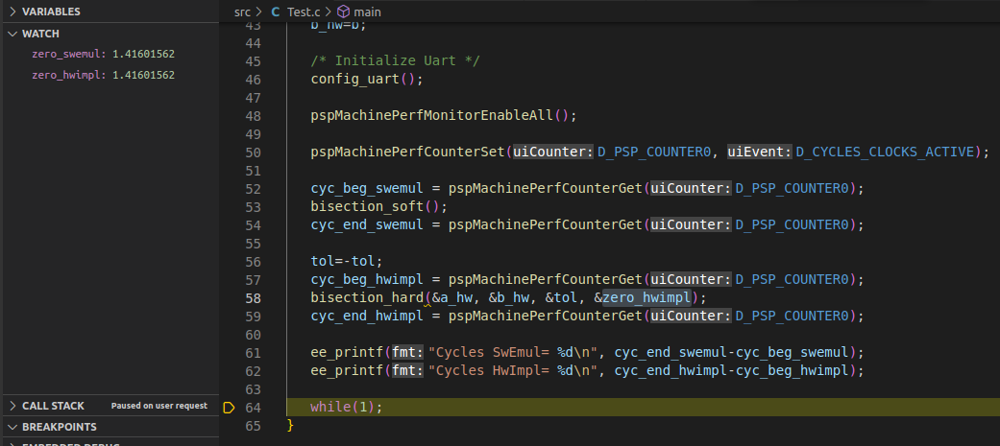 VARIABLES
WATCH
zero_swemul: 1.41601562
zero_hwimpl: 1.41601562
CALL STACK Paused on user request
BREAKPOINTS
src > C Test.c > main
43 b_hw=b;
44
45 /* Initialize Uart */
46 config_uart();
47
48 pspMachinePerfMonitorEnableAll();
49
50 pspMachinePerfCounterSet(uiCounter:D_PSP_COUNTER0, uiEvent:D_CYCLES_CLOCKS_ACTIVE);
51
52 cyc_beg_swemul = pspMachinePerfCounterGet(uiCounter:D_PSP_COUNTER0);
53 bisection_soft();
54 cyc_end_swemul = pspMachinePerfCounterGet(uiCounter:D_PSP_COUNTER0);
55
56 tol=-tol;
57 cyc_beg_hwimpl = pspMachinePerfCounterGet(uiCounter:D_PSP_COUNTER0);
58 bisection_hard(&a_hw, &b_hw, &tol, &zero_hwimpl);
59 cyc_end_hwimpl = pspMachinePerfCounterGet(uiCounter:D_PSP_COUNTER0);
60
61 ee_printf(fmt:"Cycles SwEmul= %d\n", cyc_end_swemul-cyc_beg_swemul);
62 ee_printf(fmt:"Cycles HwImpl= %d\n", cyc_end_hwimpl-cyc_beg_hwimpl);
63
64 while(1);
65 }